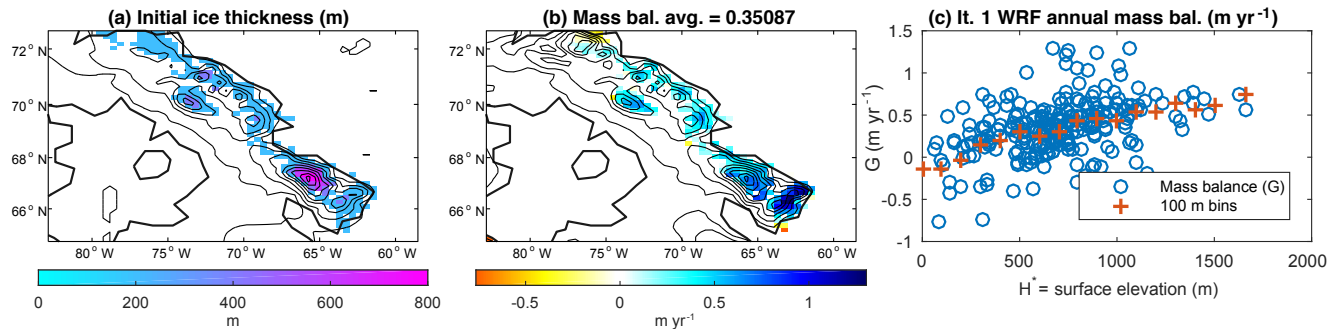 (a) Initial ice thickness (m)
72° N
70° N
68° N
66° N
80° W 75° W 70° W 65° W 60° W
0 200 400 600 800
m
(b) Mass bal. avg. = 0.35087
72° N
70° N
68° N
66° N
80° W 75° W 70° W 65° W 60° W
-0.5 0 0.5 1
m yr⁻¹
(c) It. 1 WRF annual mass bal. (m yr⁻¹)
1.5
1
0.5
0
-0.5
-1
G (m yr⁻¹)
Mass balance (G)
100 m bins
0 500 1000 1500 2000
H* = surface elevation (m)